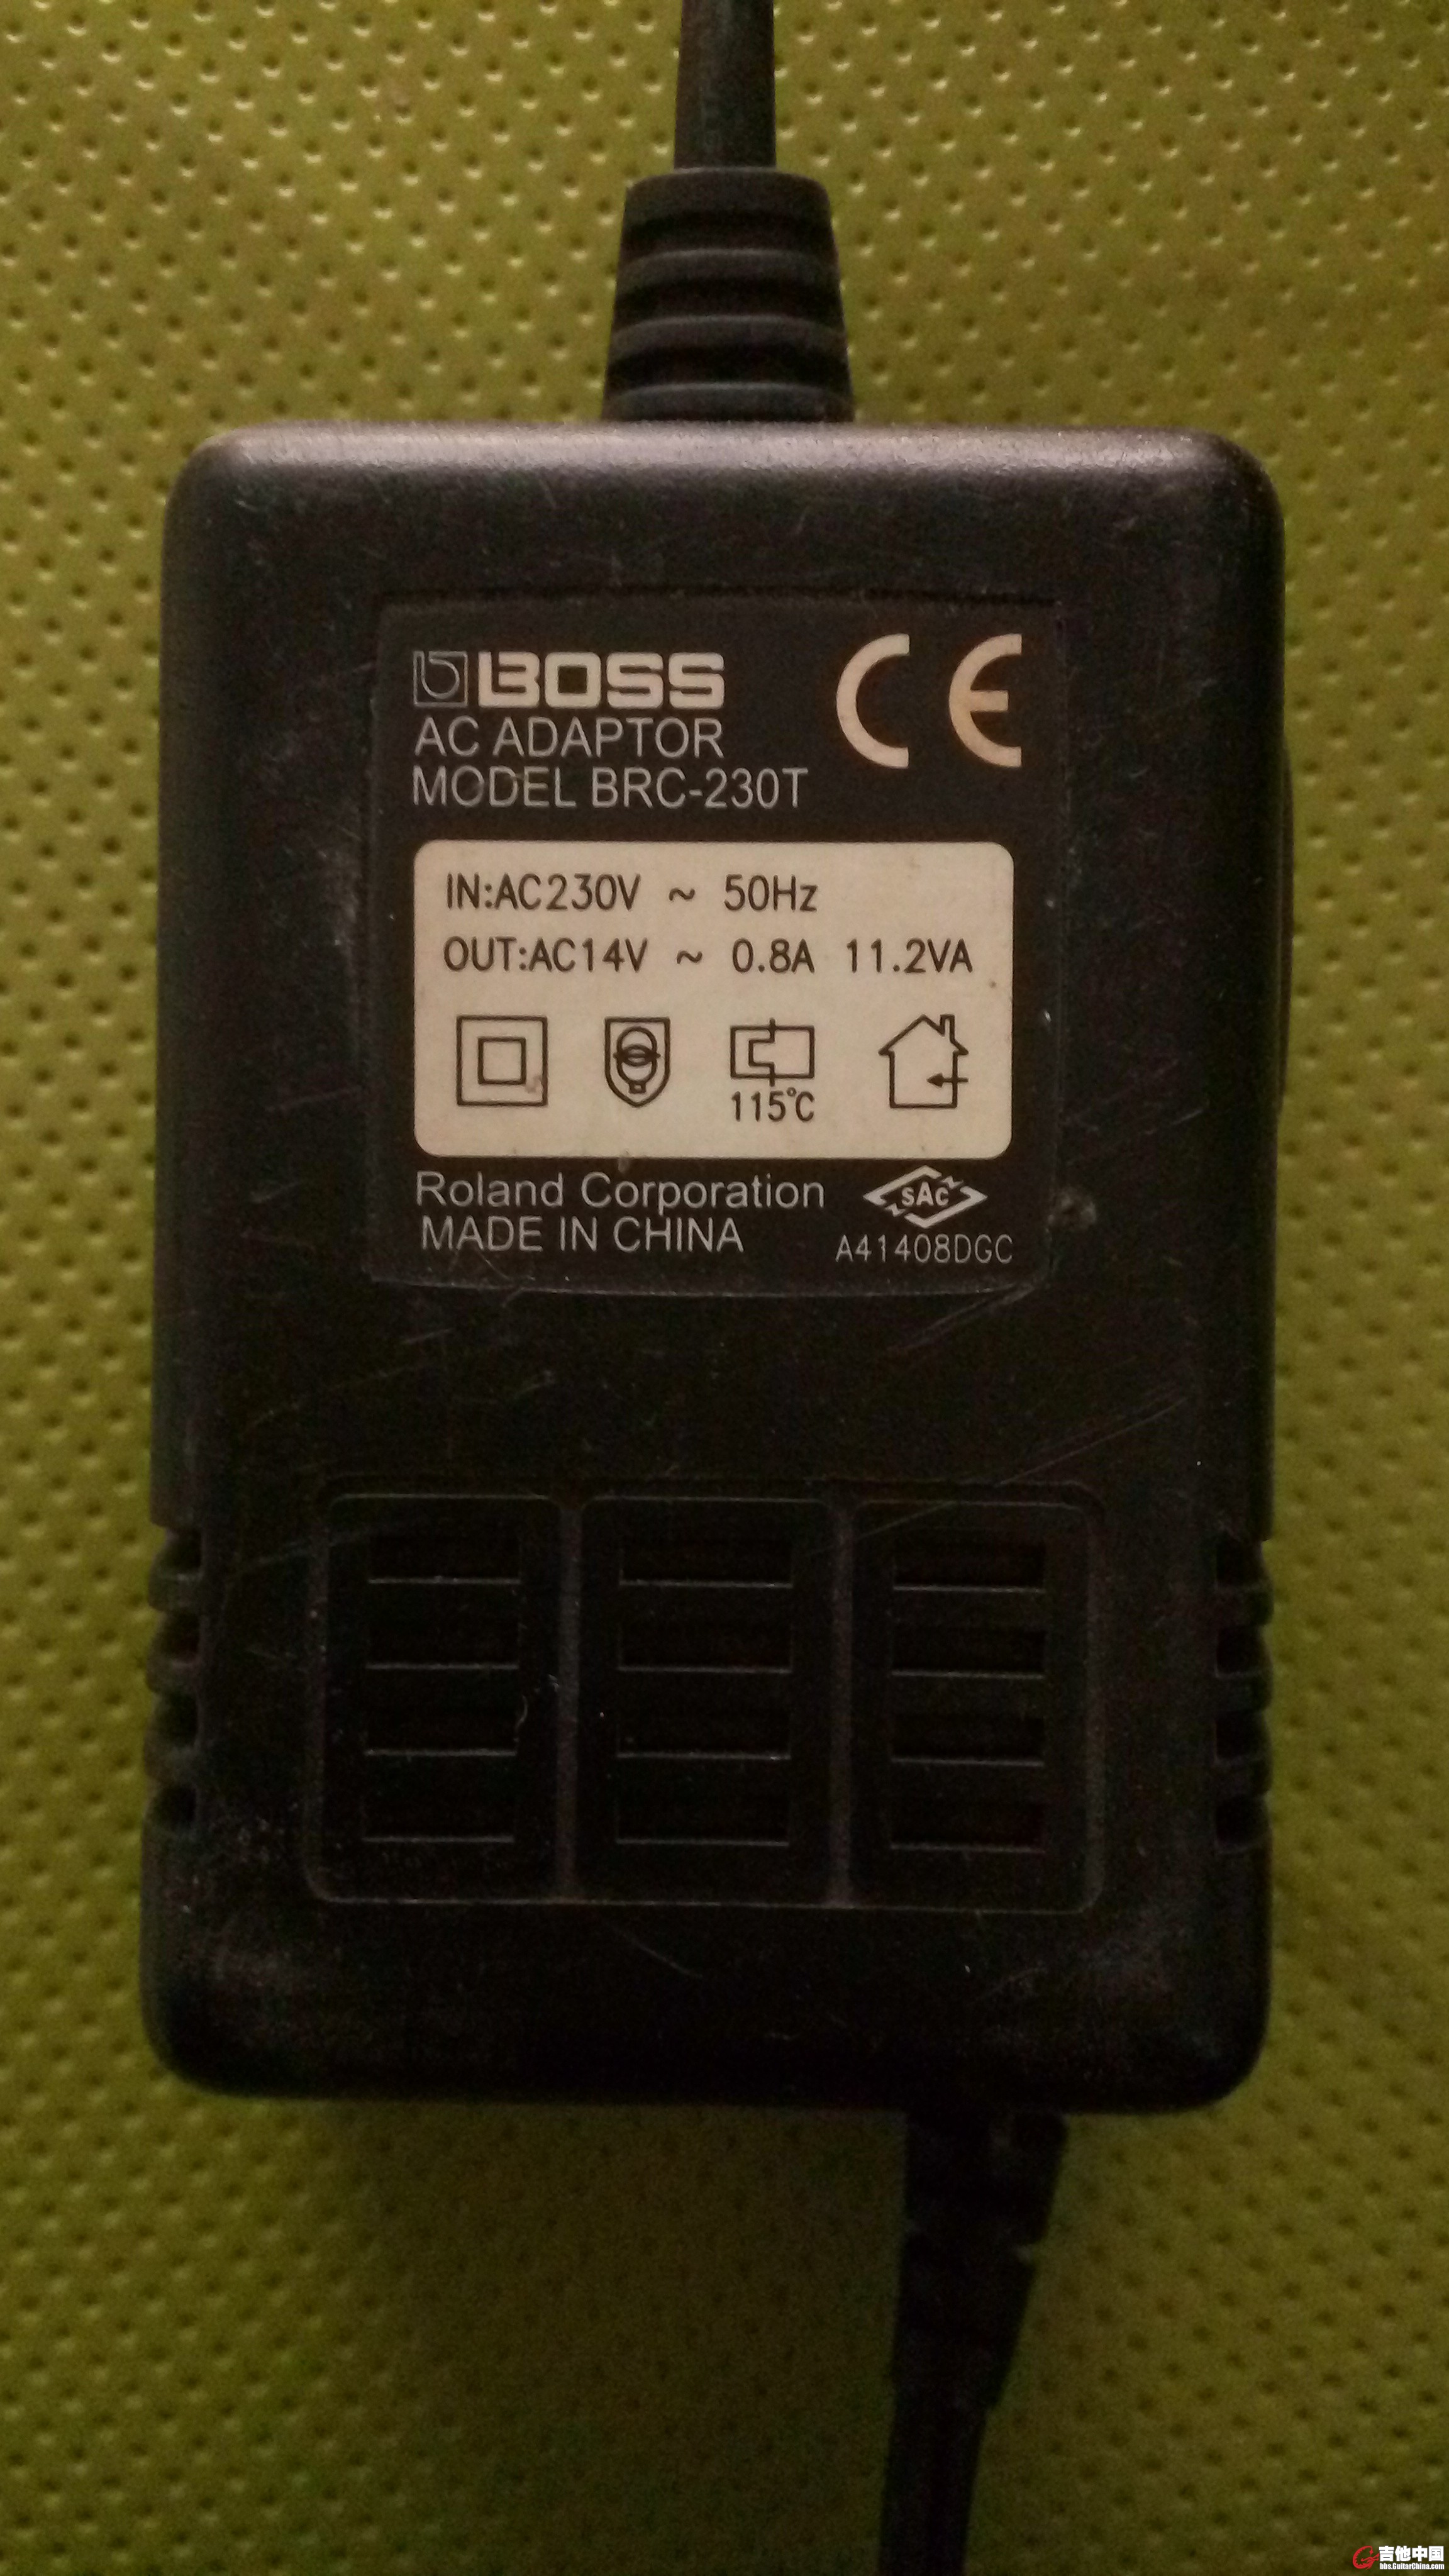 BOSS
AC ADAPTOR
MODEL BRC-230T
CE
IN:AC230V ~ 50Hz
OUT:AC14V ~ 0.8A 11.2VA
115℃
Roland Corporation
MADE IN CHINA
SAC
A41408DGC
吉他中国
bbs.GuitarChina.com